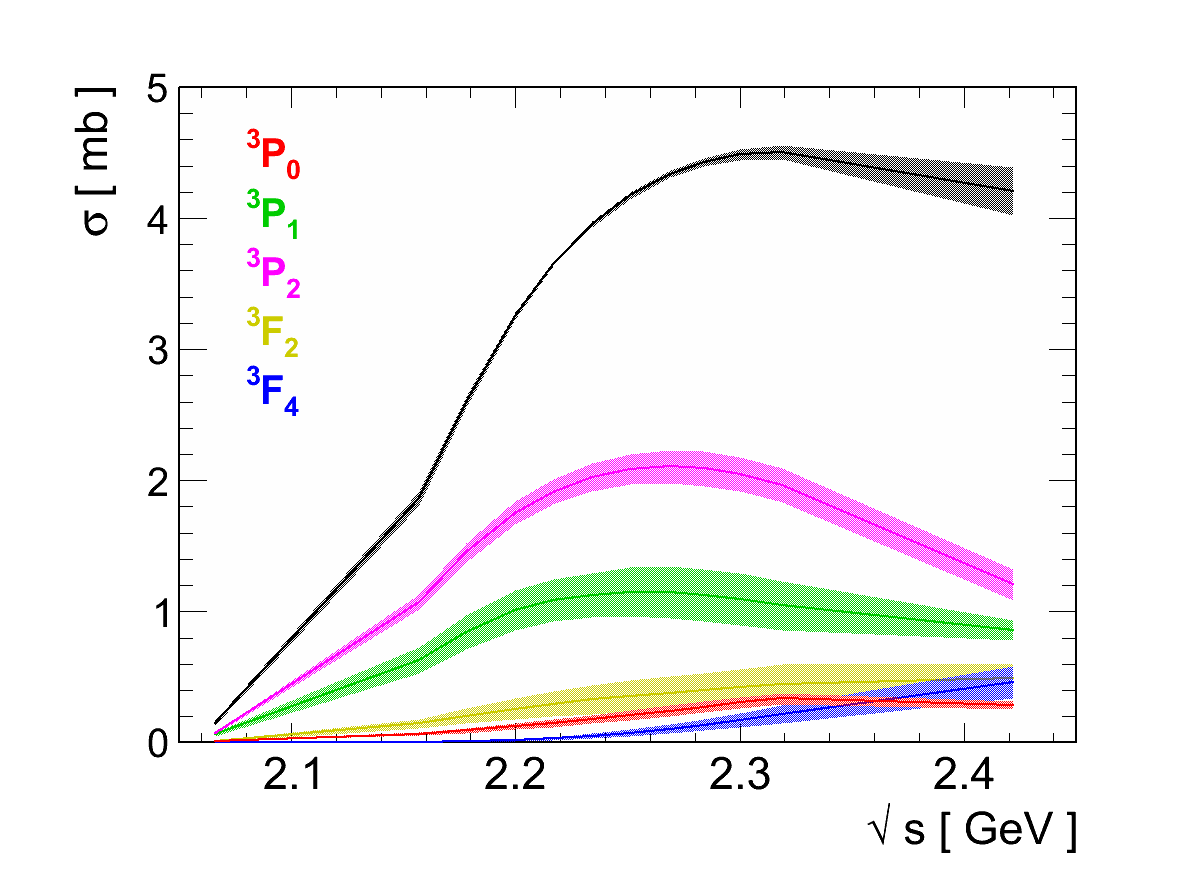 σ [ mb ]
5
4
3
2
1
0
³P₀
³P₁
³P₂
³F₂
³F₄
2.1 2.2 2.3 2.4
√ s [ GeV ]